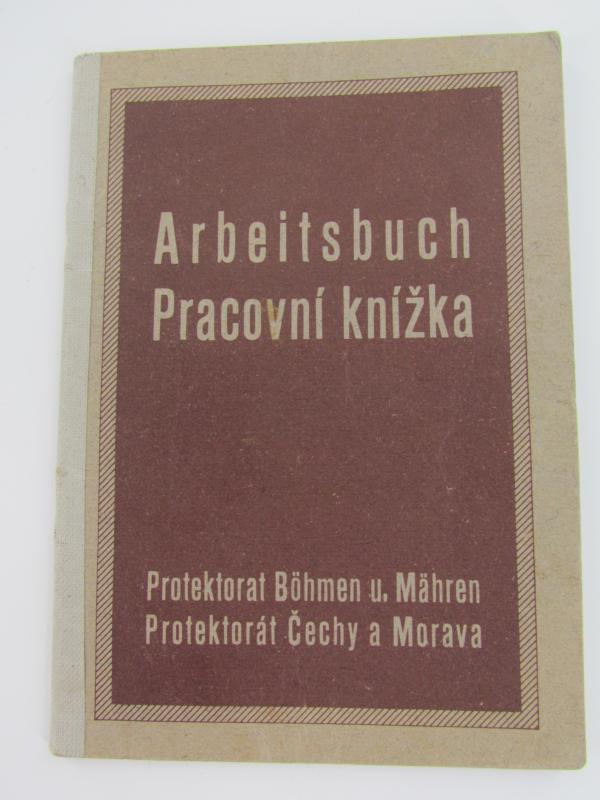 Arbeitsbuch
Pracovní knížka
Protektorat Böhmen u. Mähren
Protektorát Čechy a Morava